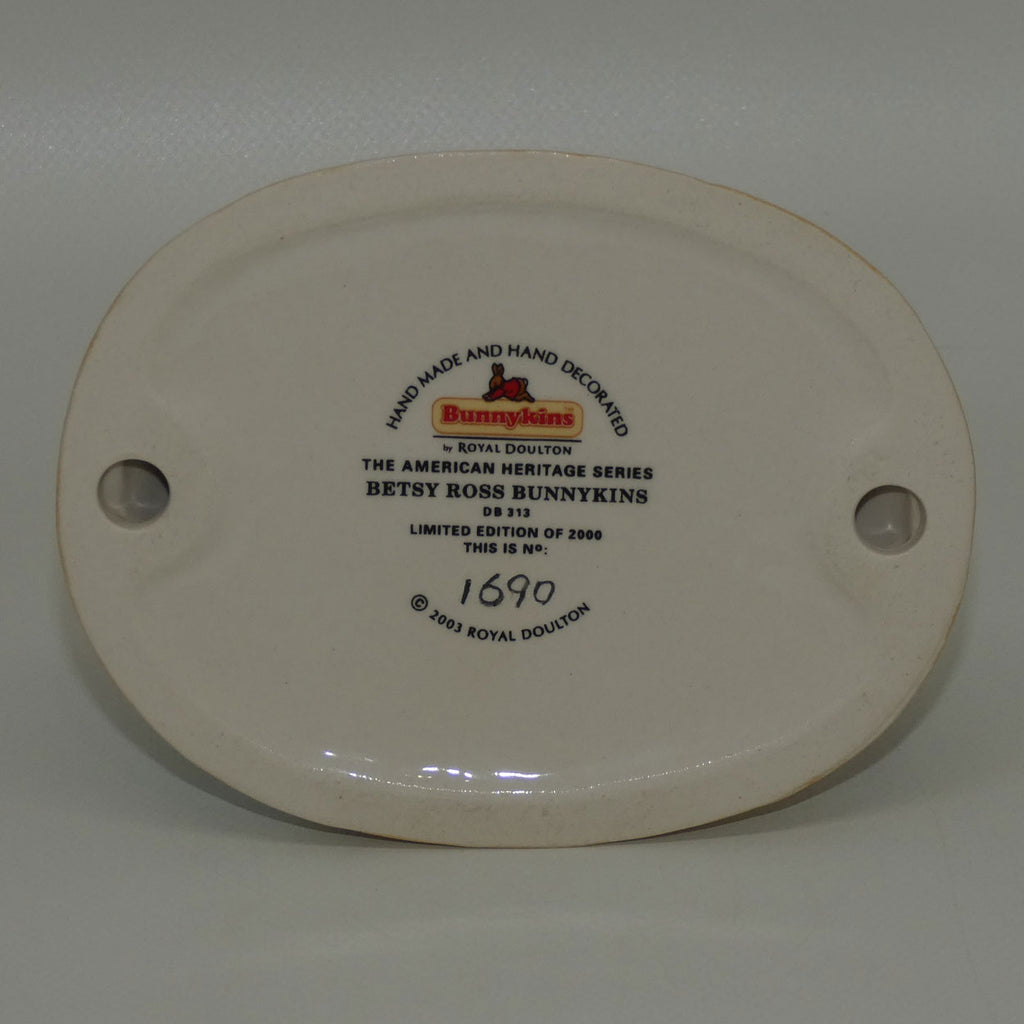 HAND MADE AND HAND DECORATED
Bunnykins™
by ROYAL DOULTON
THE AMERICAN HERITAGE SERIES
BETSY ROSS BUNNYKINS
DB 313
LIMITED EDITION OF 2000
THIS IS Nº:
1690
© 2003 ROYAL DOULTON